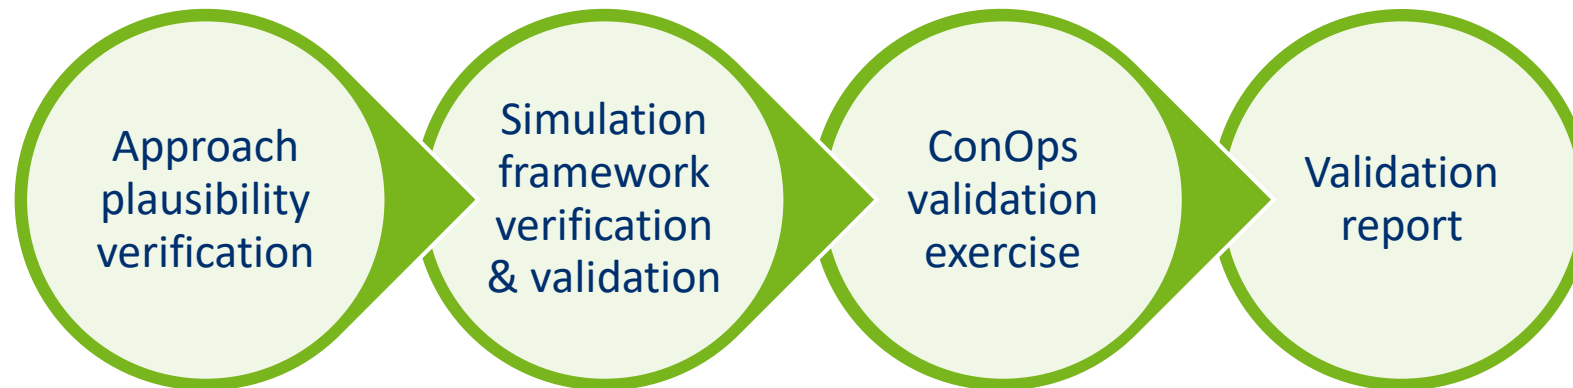 Approach
plausibility
verification
Simulation
framework
verification
& validation
ConOps
validation
exercise
Validation
report